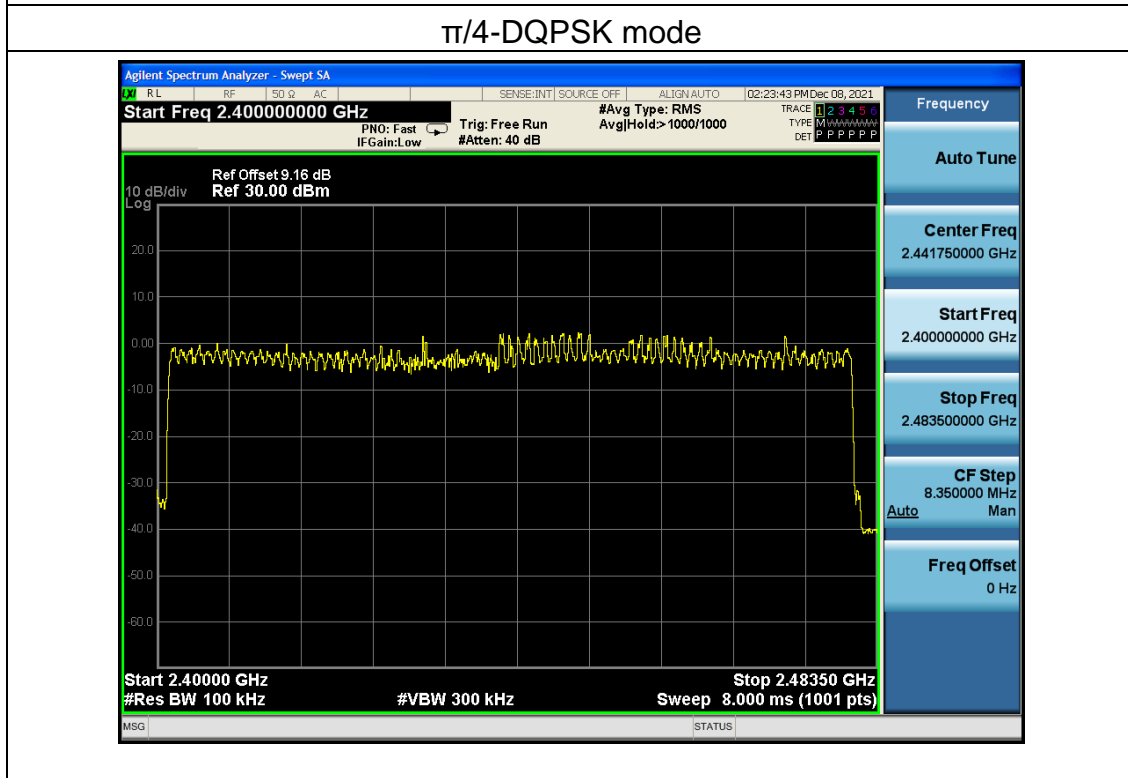 π/4-DQPSK mode
Agilent Spectrum Analyzer - Swept SA
LXI RL RF 50 Ω AC SENSE:INT SOURCE OFF ALIGN AUTO 02:23:43 PM Dec 08, 2021
Start Freq 2.400000000 GHz
PNO: Fast
IFGain:Low
Trig: Free Run
#Atten: 40 dB
#Avg Type: RMS
Avg|Hold:>1000/1000
TRACE 1 2 3 4 5 6
TYPE MWWWWW
DET P P P P P P
Ref Offset 9.16 dB
10 dB/div Ref 30.00 dBm
Log
20.0
10.0
0.00
-10.0
-20.0
-30.0
-40.0
-50.0
-60.0
Start 2.40000 GHz Stop 2.48350 GHz
#Res BW 100 kHz #VBW 300 kHz Sweep 8.000 ms (1001 pts)
MSG STATUS
Frequency
Auto Tune
Center Freq
2.441750000 GHz
Start Freq
2.400000000 GHz
Stop Freq
2.483500000 GHz
CF Step
8.350000 MHz
Auto Man
Freq Offset
0 Hz